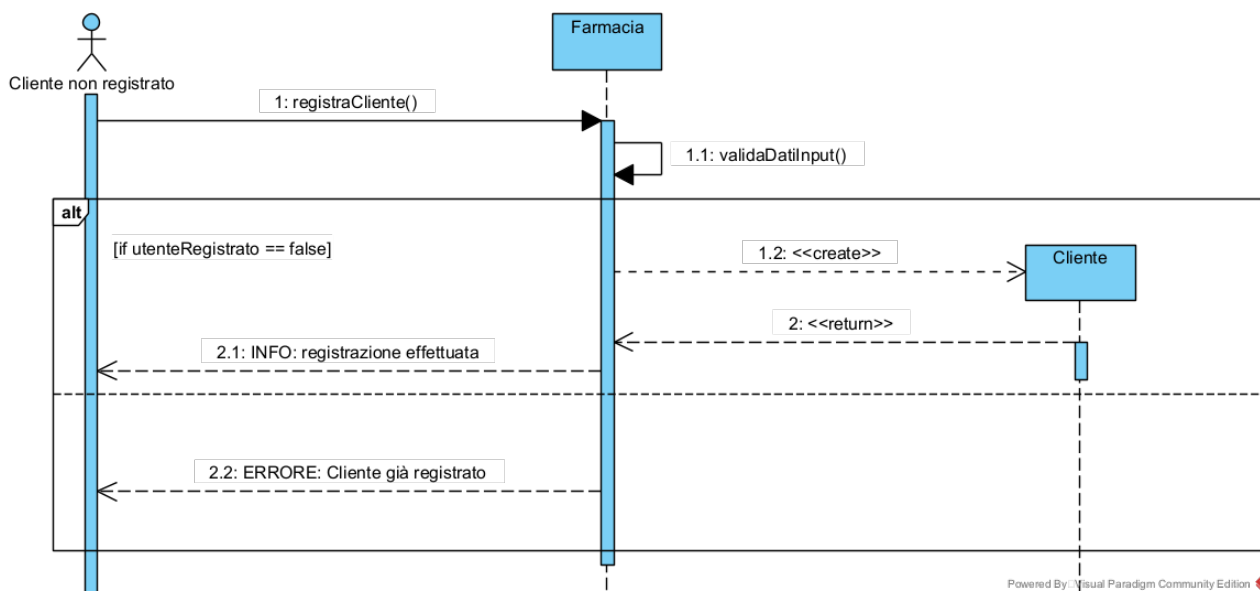 Cliente non registrato
Farmacia
1: registraCliente()
1.1: validaDatiInput()
alt
[if utenteRegistrato == false]
1.2: <<create>>
Cliente
2: <<return>>
2.1: INFO: registrazione effettuata
2.2: ERRORE: Cliente già registrato
Powered By Visual Paradigm Community Edition